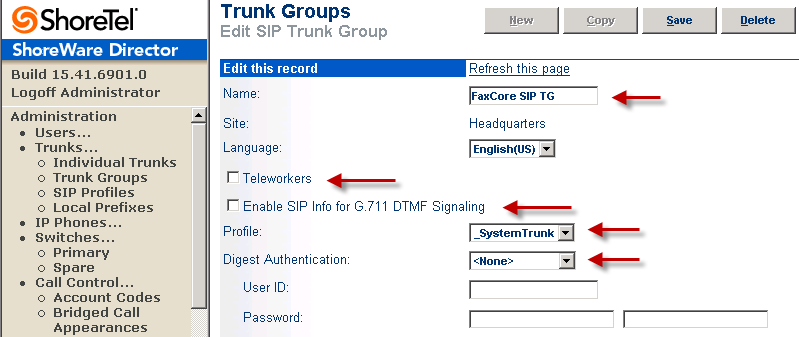 ShoreTel
ShoreWare Director
Build 15.41.6901.0
Logoff Administrator
Administration
Users...
Trunks...
Individual Trunks
Trunk Groups
SIP Profiles
Local Prefixes
IP Phones...
Switches...
Primary
Spare
Call Control...
Account Codes
Bridged Call
Appearances
Trunk Groups
Edit SIP Trunk Group
New Copy Save Delete
Edit this record Refresh this page
Name: FaxCore SIP TG
Site: Headquarters
Language: English(US)
Teleworkers
Enable SIP Info for G.711 DTMF Signaling
Profile: _SystemTrunk
Digest Authentication: <None>
User ID:
Password: